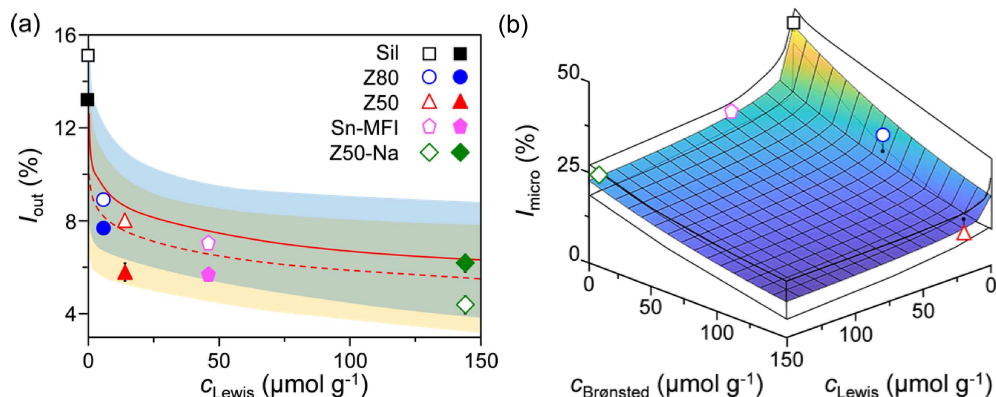 (a)
16
12
8
4
I_out (%)
0
50
100
150
c_Lewis (μmol g⁻¹)
Sil
Z80
Z50
Sn-MFI
Z50-Na
(b)
50
25
0
I_micro (%)
0
50
100
150
c_Brønsted (μmol g⁻¹)
100
50
0
c_Lewis (μmol g⁻¹)